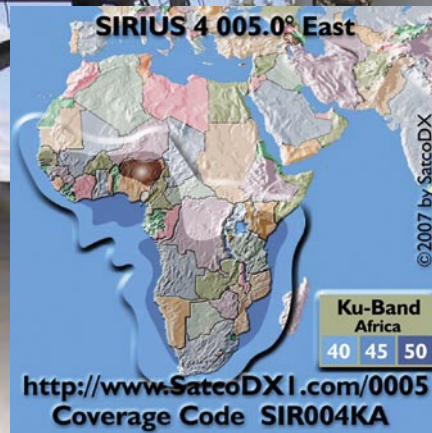 SIRIUS 4 005.0° East
©2007 by SatcoDX
Ku-Band
Africa
40 45 50
http://www.SatcoDX1.com/0005
Coverage Code SIR004KA